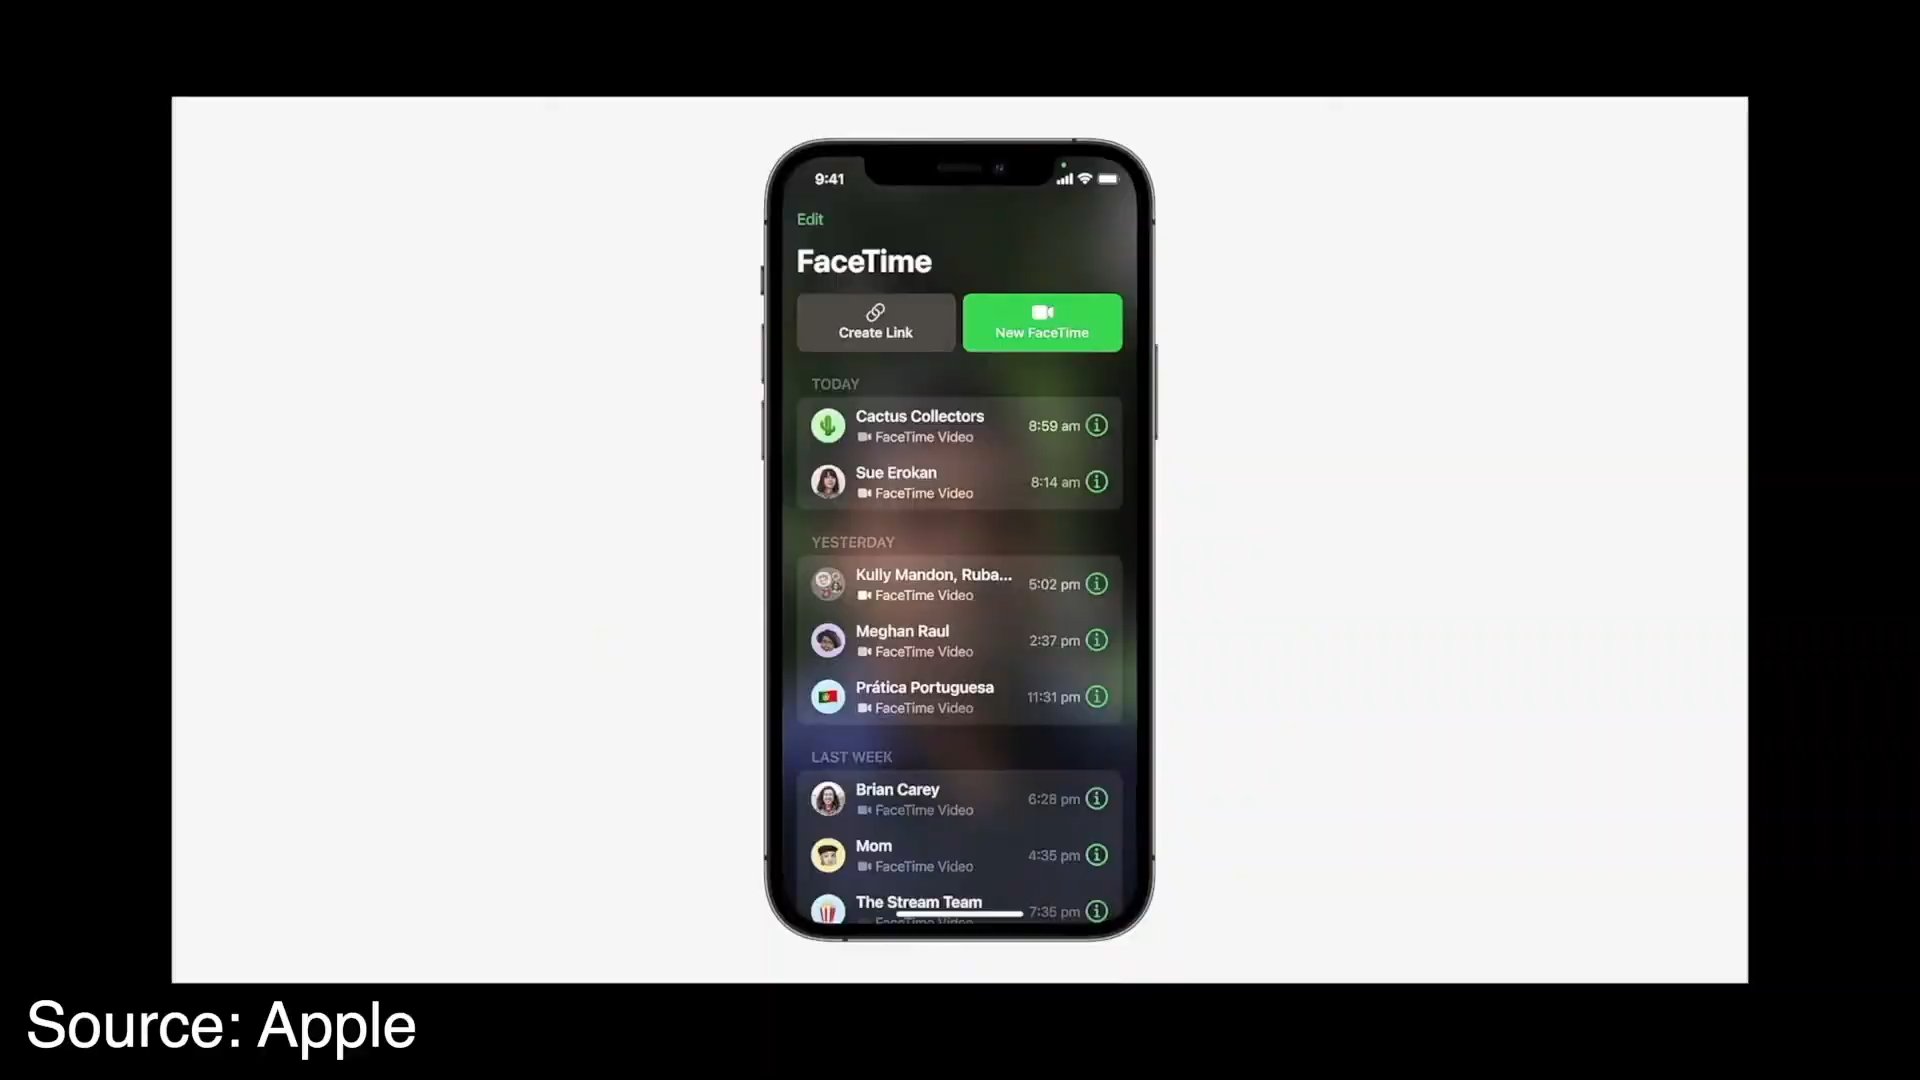 9:41
Edit
FaceTime
Create Link
New FaceTime
TODAY
Cactus Collectors
8:59 am
FaceTime Video
Sue Erokan
8:14 am
FaceTime Video
YESTERDAY
Kully Mandon, Ruba...
5:02 pm
FaceTime Video
Meghan Raul
2:37 pm
FaceTime Video
Prática Portuguesa
11:31 pm
FaceTime Video
LAST WEEK
Brian Carey
6:28 pm
FaceTime Video
Mom
4:35 pm
FaceTime Video
The Stream Team
7:35 pm
FaceTime Video
Source: Apple